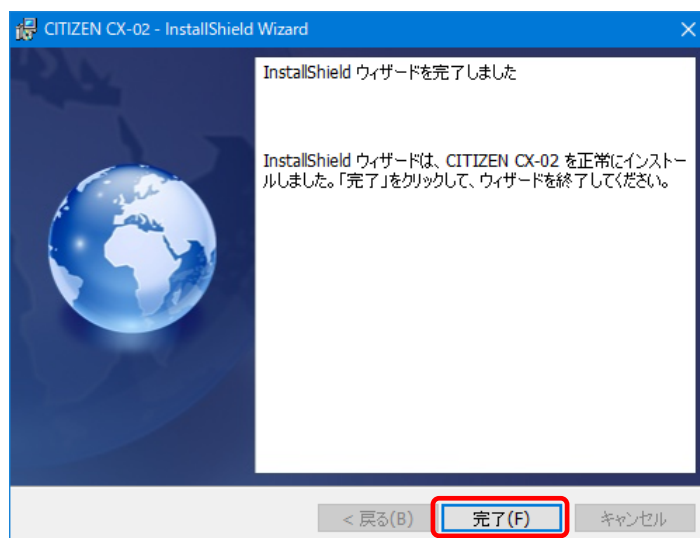 CITIZEN CX-02 - InstallShield Wizard
InstallShield ウィザードを完了しました
InstallShield ウィザードは、CITIZEN CX-02 を正常にインストー
ルしました。「完了」をクリックして、ウィザードを終了してください。
< 戻る(B)
完了(F)
キャンセル